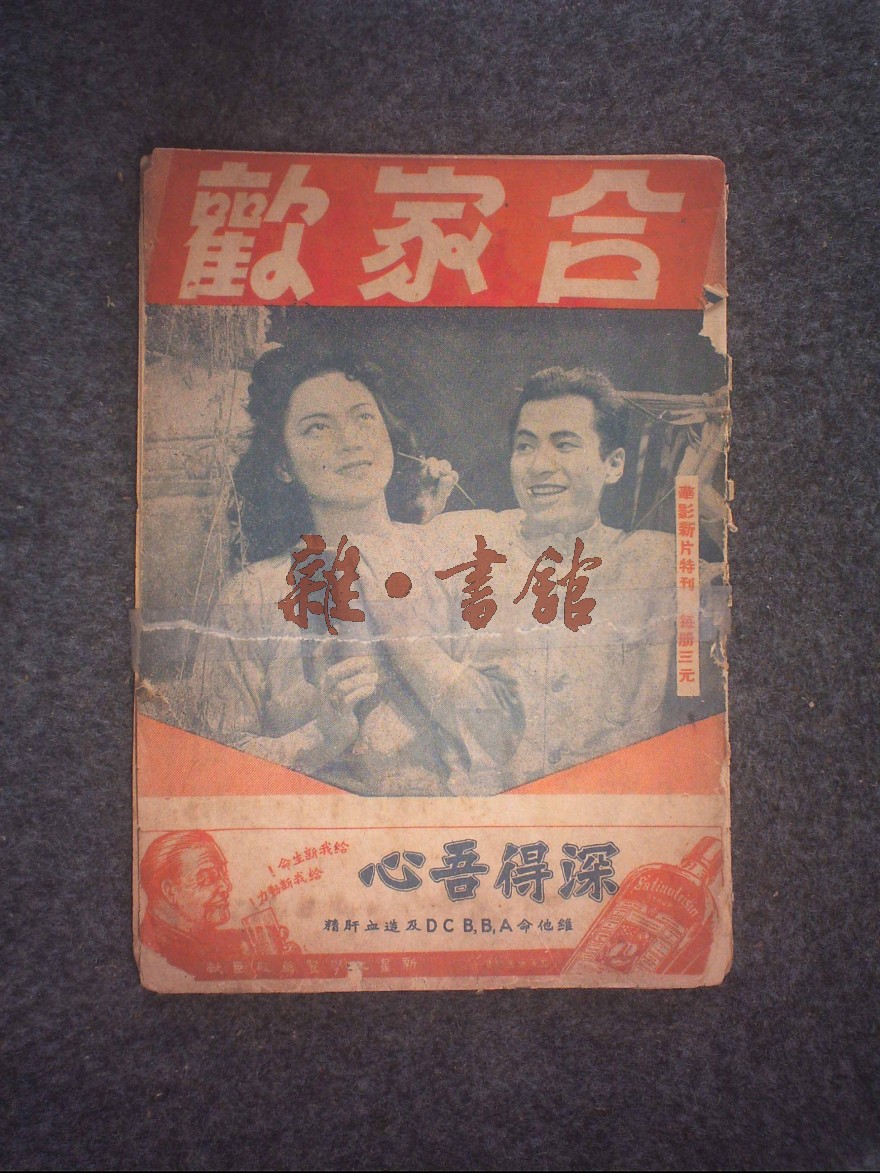 合家歡
華影新片特刊 每册三元
雜·書館
給我新生命!
給我新動力!
深得吾心
維他命A,B,B,CD及造血肝精